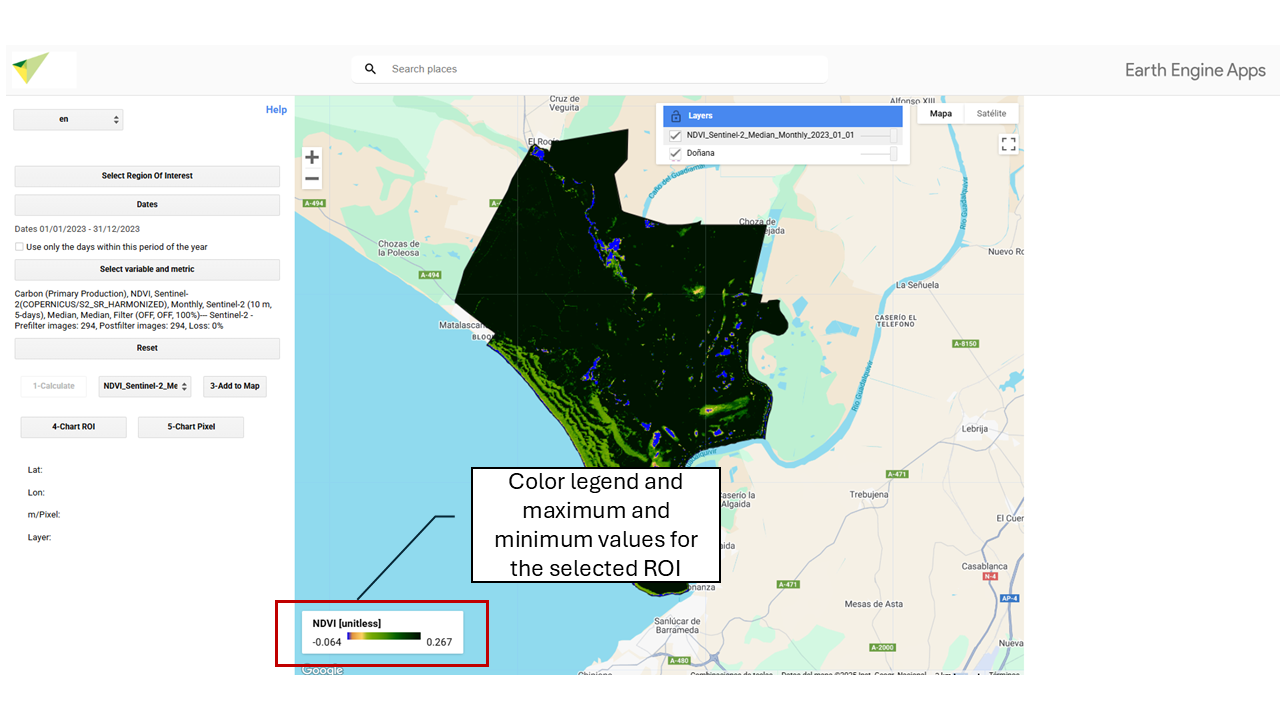 Search places
Earth Engine Apps
en
Help
Select Region Of Interest
Dates
Dates 01/01/2023 - 31/12/2023
Use only the days within this period of the year
Select variable and metric
Carbon (Primary Production), NDVI, Sentinel-
2(COPERNICUS/S2_SR_HARMONIZED), Monthly, Sentinel-2 (10 m,
5-days), Median, Median, Filter (OFF, OFF, 100%)--- Sentinel-2 -
Prefilter images: 294, Postfilter images: 294, Loss: 0%
Reset
1-Calculate
NDVI_Sentinel-2_Me
3-Add to Map
4-Chart ROI
5-Chart Pixel
Lat:
Lon:
m/Pixel:
Layer:
Cruz de
Veguita
Alfonso XIII
Layers
NDVI_Sentinel-2_Median_Monthly_2023_01_01
Doñana
Mapa
Satélite
+
−
El Rocío
Caño del Guadiamar
Río Guadalquivir
A-494
A-4
Choza de
ejada
Chozas de
la Poleosa
Nuevo Ro
A-494
La Señuela
CASERÍO EL
TELEFONO
Matalascañ
BLOQ
A-8150
Río Guadalquivir
Lebrija
dalquivir
A-471
Caserio la
Algaida
Trebujena
El Cuer
aida
Casablanca
N-4
A-471
AP-4
onanza
Mesas de Asta
Sanlúcar de
Barrameda
Nueva
A-2000
A-480
Chipiona
Color legend and
maximum and
minimum values for
the selected ROI
NDVI [unitless]
-0.064
0.267
Google
Combinaciones de teclas
Datos del mapa ©2025 Inst. Geogr. Nacional
2 km
Términos